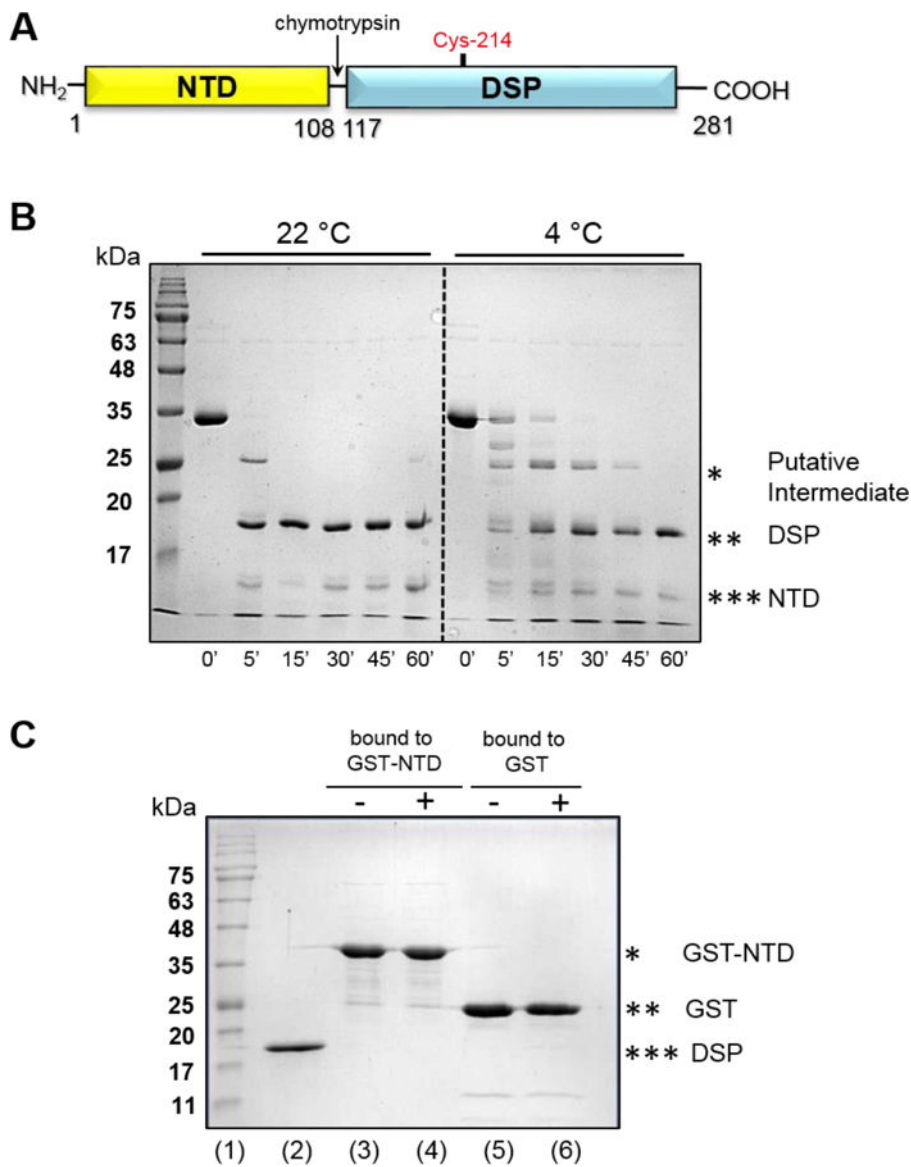 A
chymotrypsin
Cys-214
NH2
NTD
DSP
COOH
1
108
117
281
B
22 °C
4 °C
kDa
75
63
48
35
25
20
17
* Putative
Intermediate
** DSP
*** NTD
0’ 5’ 15’ 30’ 45’ 60’ 0’ 5’ 15’ 30’ 45’ 60’
C
bound to bound to
GST-NTD GST
kDa - + - +
75
63
48
35
25
20
17
11
* GST-NTD
** GST
*** DSP
(1) (2) (3) (4) (5) (6)